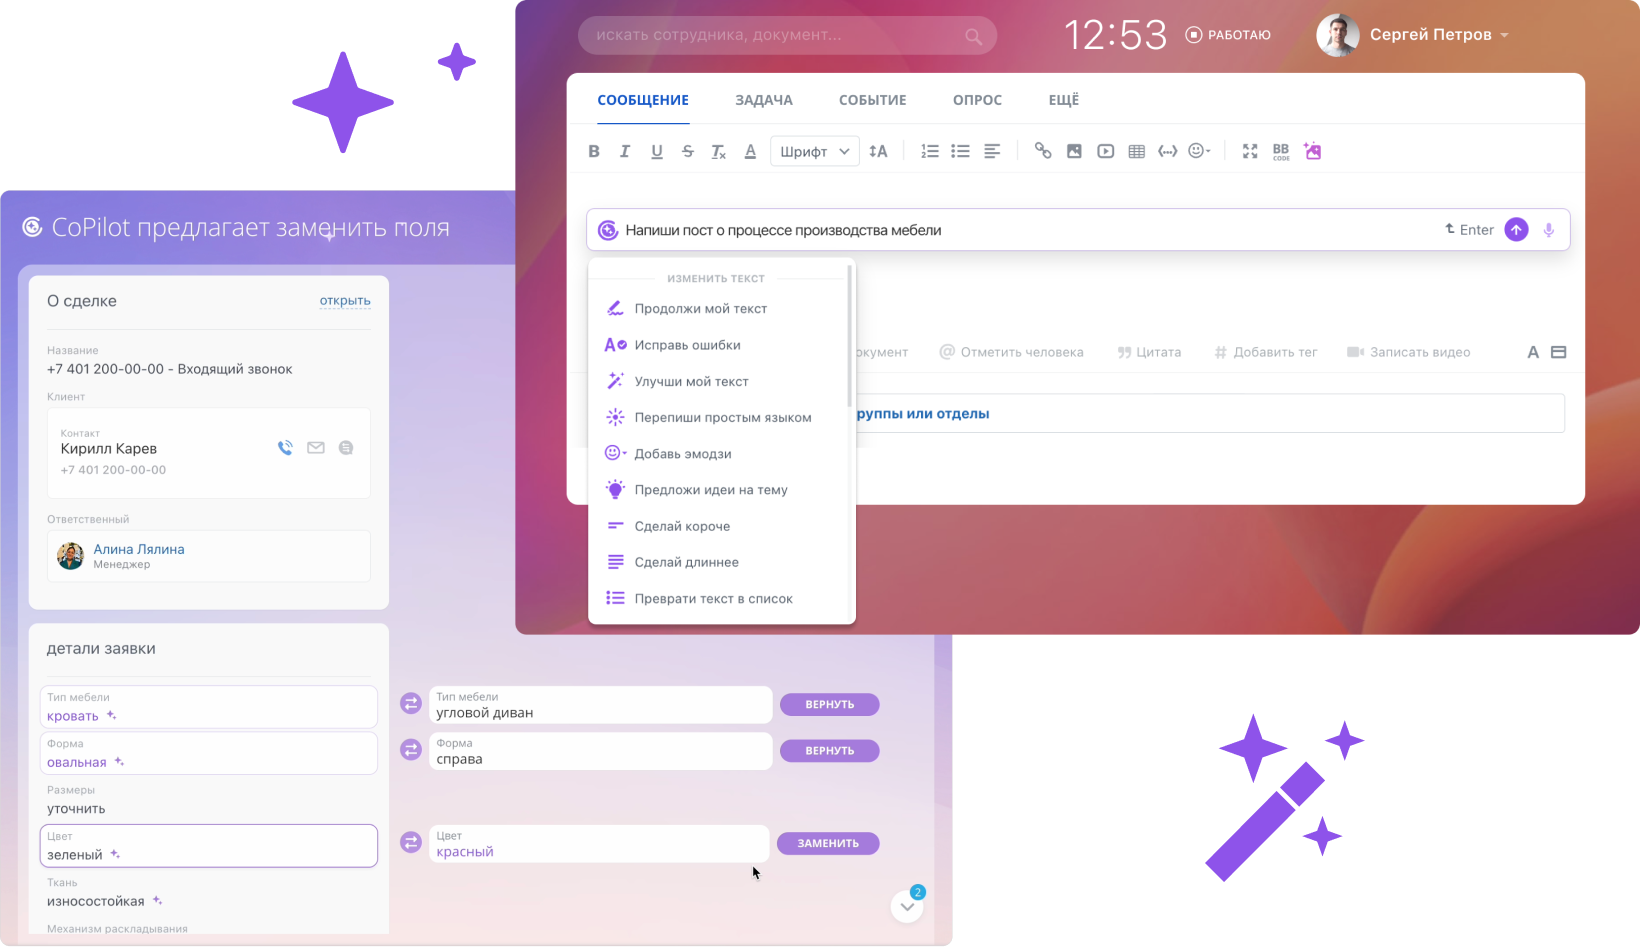 искать сотрудника, документ...
12:53
РАБОТАЮ
Сергей Петров
СООБЩЕНИЕ ЗАДАЧА СОБЫТИЕ ОПРОС ЕЩЁ
B I U S Tx A Шрифт A BB CODE
Напиши пост о процессе производства мебели
Enter
ИЗМЕНИТЬ ТЕКСТ
Продолжи мой текст
Исправь ошибки
Улучши мой текст
Перепиши простым языком
Добавь эмодзи
Предложи идеи на тему
Сделай короче
Сделай длиннее
Преврати текст в список
окумент @ Отметить человека Цитата # Добавить тег Записать видео A
руппы или отделы
CoPilot предлагает заменить поля
О сделке открыть
Название
+7 401 200-00-00 - Входящий звонок
Клиент
Контакт
Кирилл Карев
+7 401 200-00-00
Ответственный
Алина Лялина
Менеджер
детали заявки
Тип мебели
кровать
Тип мебели
угловой диван
ВЕРНУТЬ
Форма
овальная
Форма
справа
ВЕРНУТЬ
Размеры
уточнить
Цвет
зеленый
Цвет
красный
ЗАМЕНИТЬ
Ткань
износостойкая
Механизм раскладывания
2